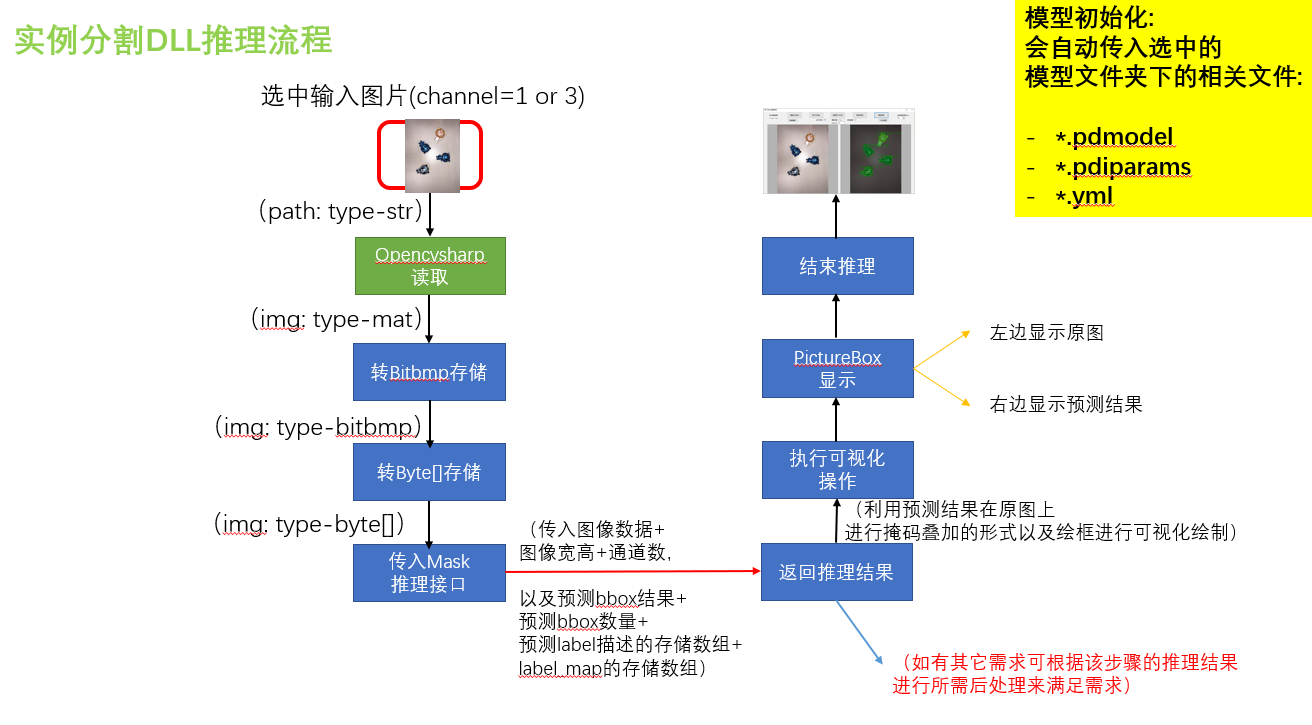 实例分割DLL推理流程
模型初始化:
会自动传入选中的
模型文件夹下的相关文件:
- *.pdmodel
- *.pdiparams
- *.yml
选中输入图片(channel=1 or 3)
（path: type-str）
Opencvsharp
读取
（img: type-mat）
转Bitbmp存储
（img: type-bitbmp）
转Byte[]存储
（img: type-byte[]）
传入Mask
推理接口
（传入图像数据+
图像宽高+通道数,
以及预测bbox结果+
预测bbox数量+
预测label描述的存储数组+
label_map的存储数组）
返回推理结果
（如有其它需求可根据该步骤的推理结果
进行所需后处理来满足需求）
（利用预测结果在原图上
进行掩码叠加的形式以及绘框进行可视化绘制）
执行可视化
操作
PictureBox
显示
左边显示原图
右边显示预测结果
结束推理